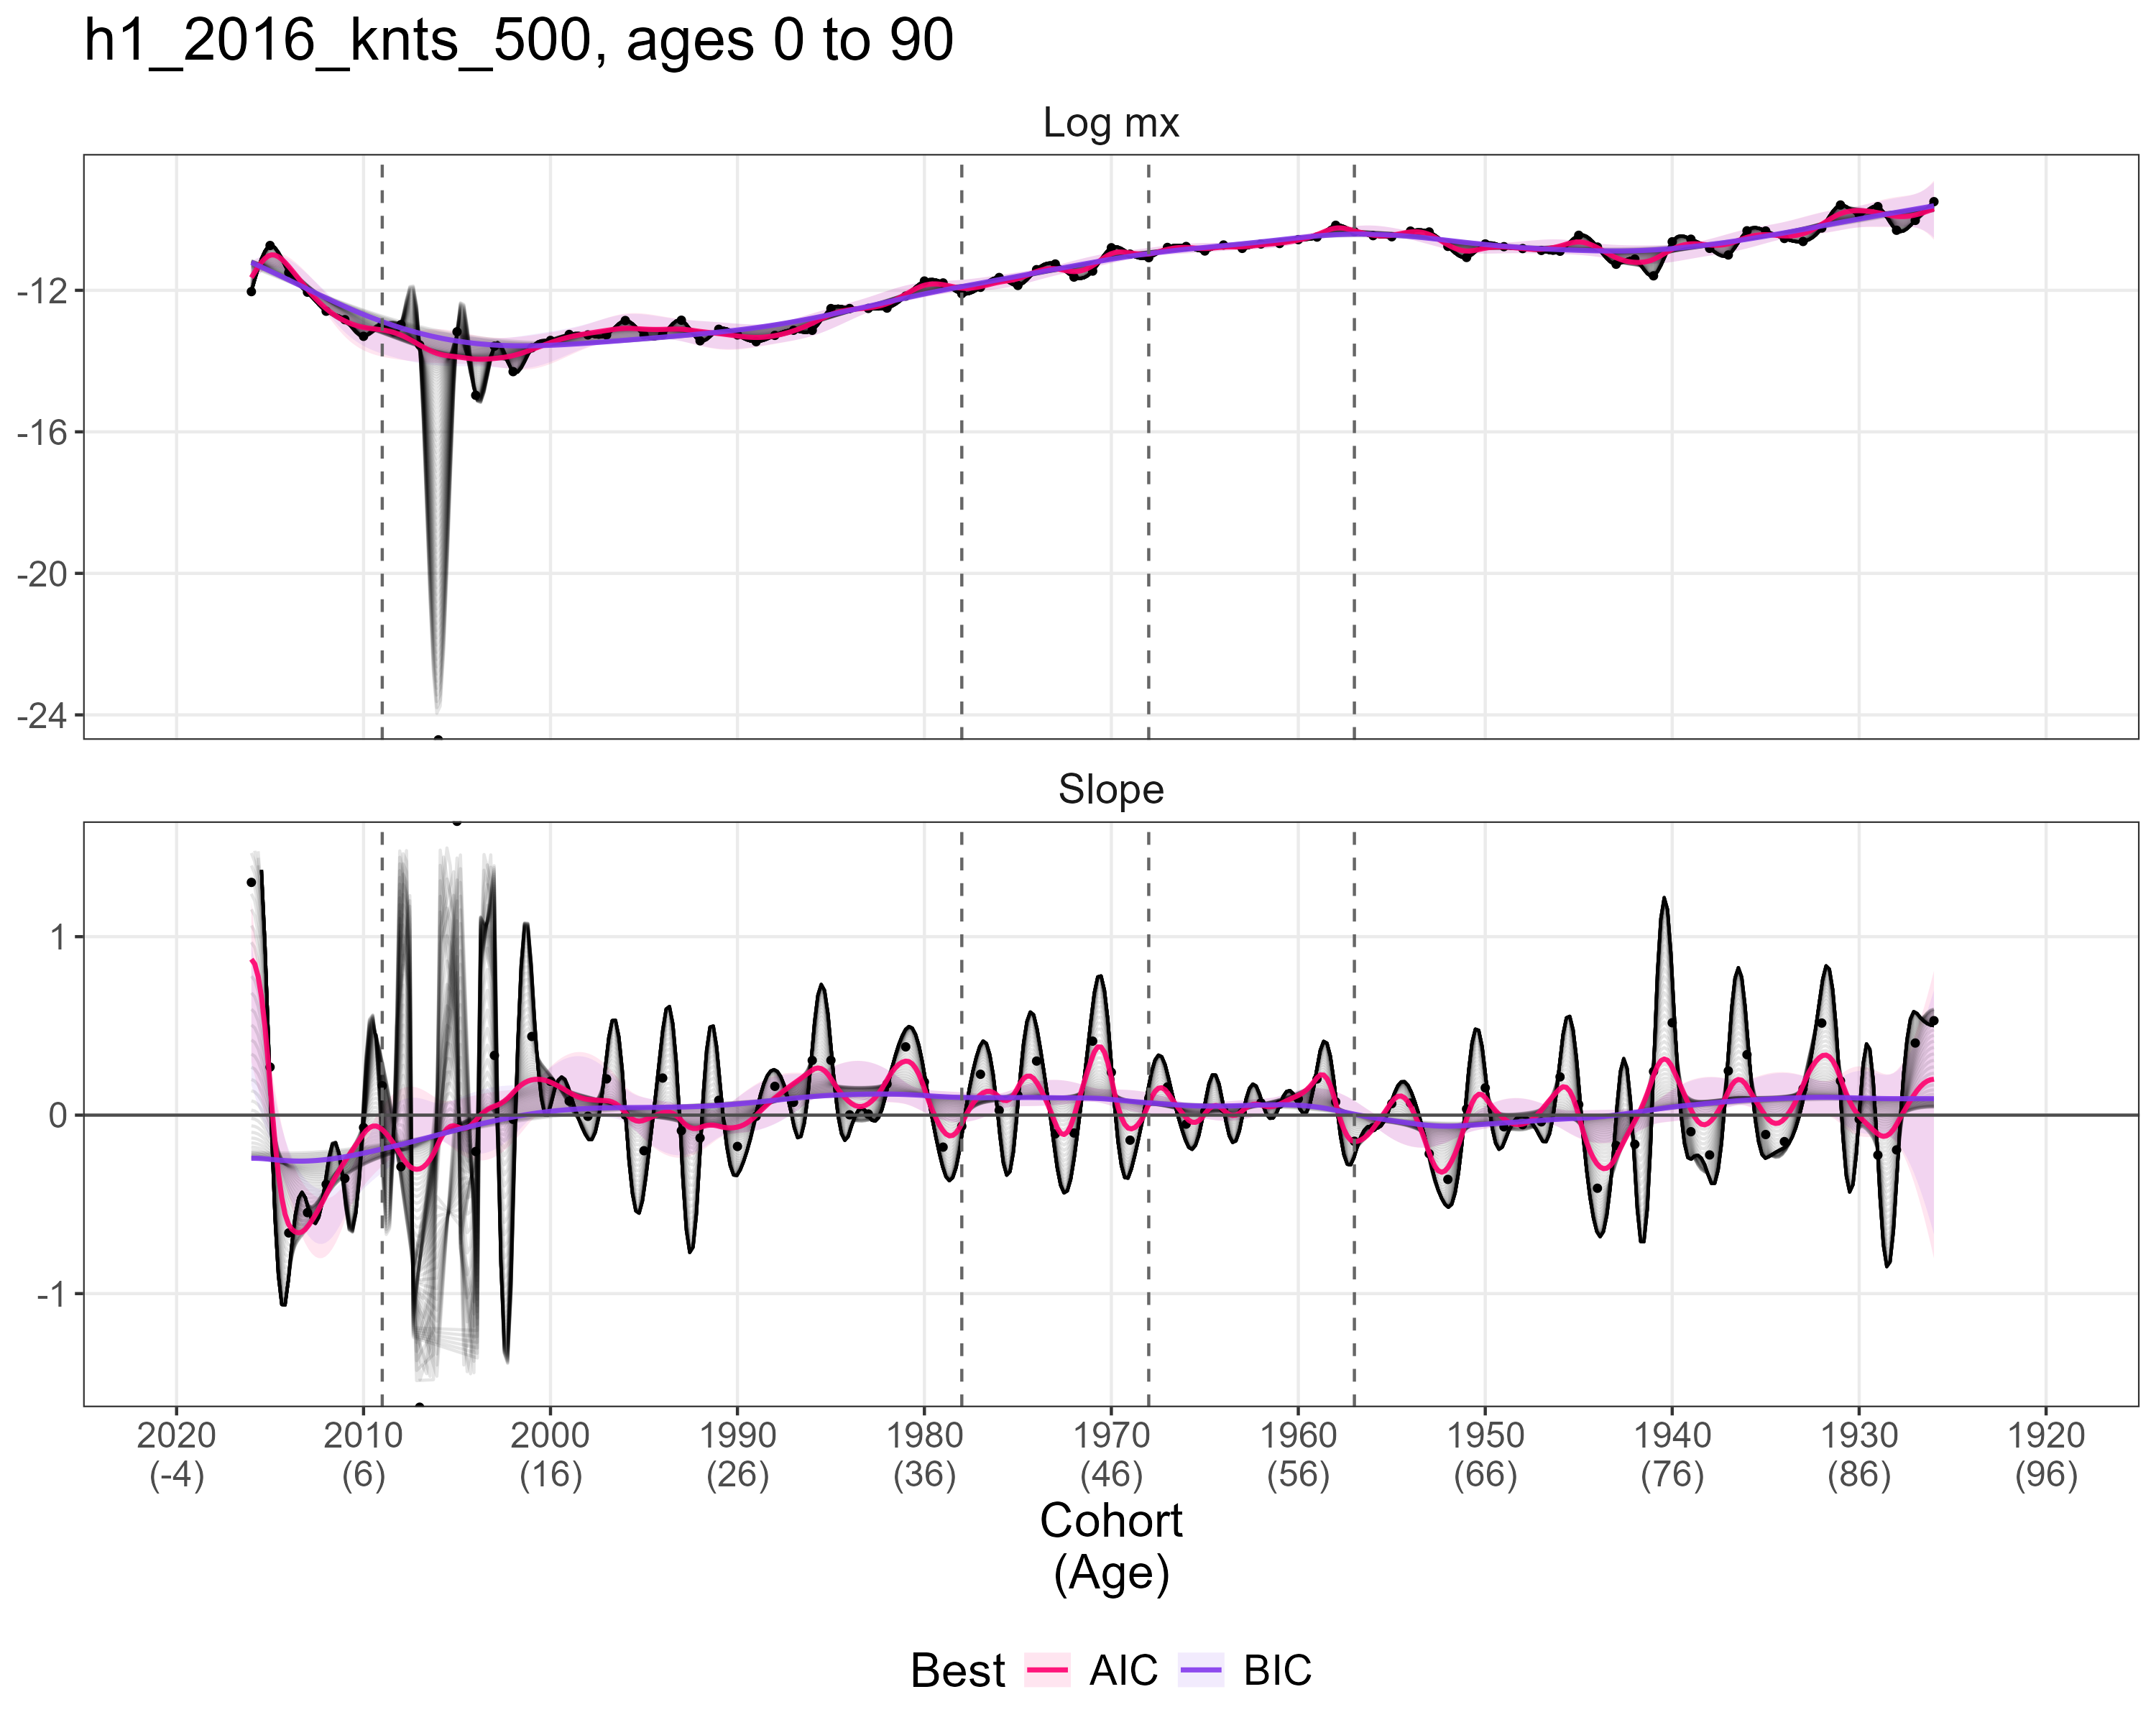 h1_2016_knts_500, ages 0 to 90
Log mx
-12
-16
-20
-24
Slope
1
0
-1
2020 2010 2000 1990 1980 1970 1960 1950 1940 1930 1920
(-4) (6) (16) (26) (36) (46) (56) (66) (76) (86) (96)
Cohort
(Age)
Best AIC BIC